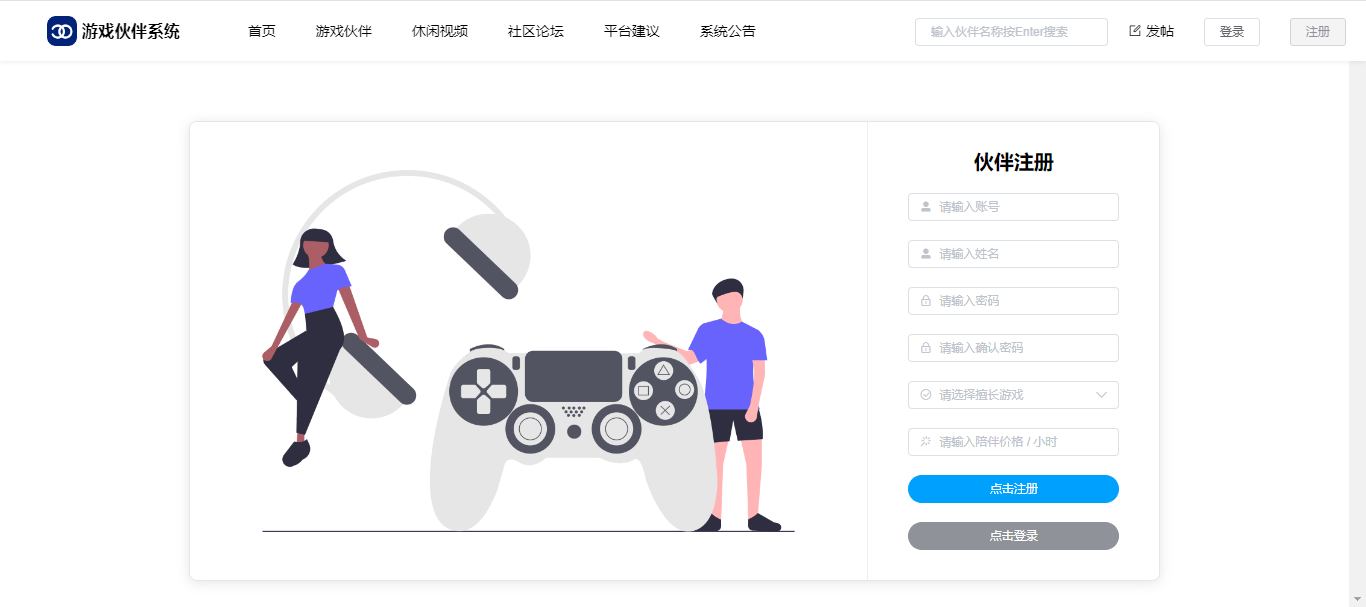 游戏伙伴系统 首页 游戏伙伴 休闲视频 社区论坛 平台建议 系统公告 输入伙伴名称按Enter搜索 发帖 登录 注册
伙伴注册
请输入账号
请输入姓名
请输入密码
请输入确认密码
请选择擅长游戏
请输入陪伴价格 / 小时
点击注册
点击登录